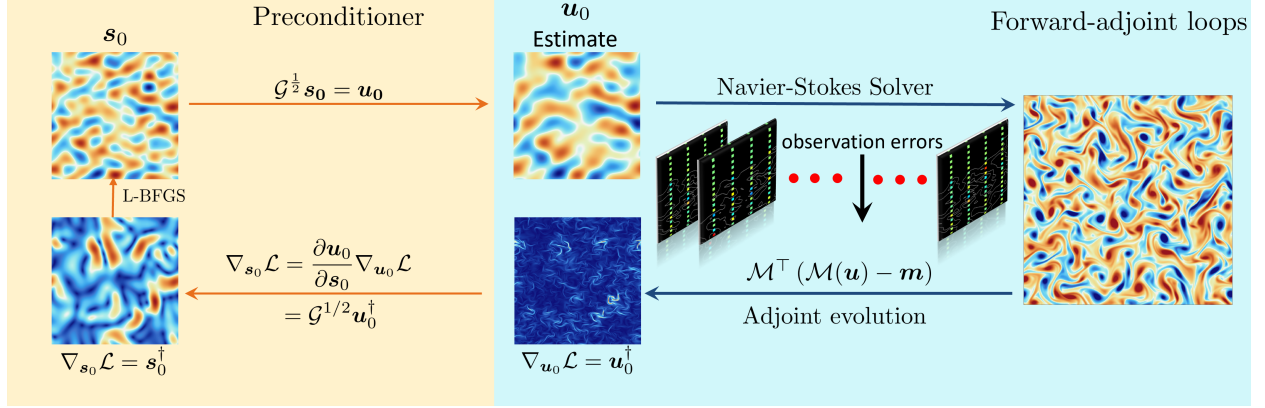 Preconditioner
s₀
𝒢^{1/2} s₀ = u₀
L-BFGS
∇_{s₀}ℒ = ∂u₀/∂s₀ ∇_{u₀}ℒ
= 𝒢^{1/2} u₀^†
∇_{s₀}ℒ = s₀^†
u₀
Estimate
Forward-adjoint loops
Navier-Stokes Solver
observation errors
ℳ^⊤ (ℳ(u) − m)
Adjoint evolution
∇_{u₀}ℒ = u₀^†